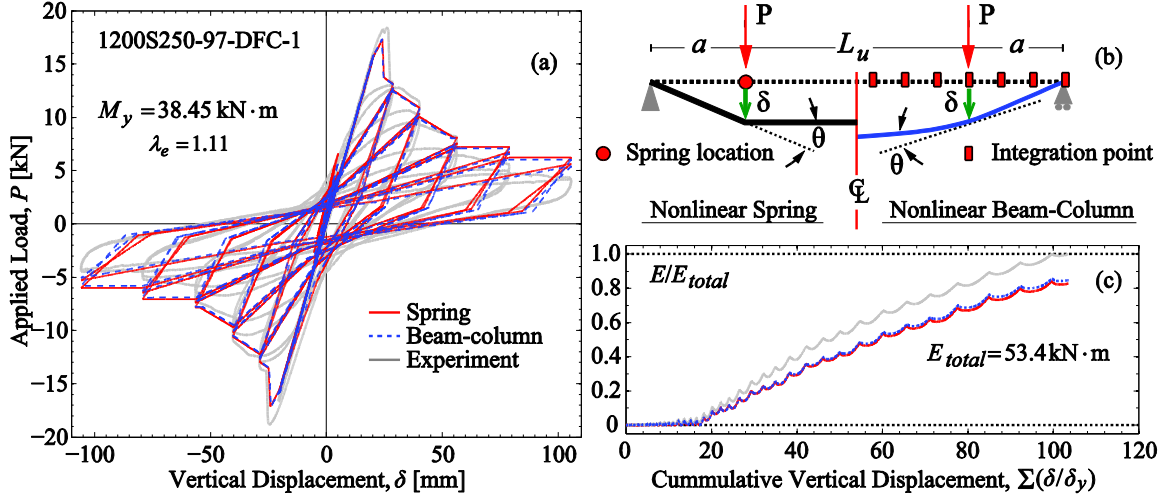 1200S250-97-DFC-1
(a)
M_y = 38.45 kN · m
λ_e = 1.11
Applied Load, P [kN]
20
15
10
5
0
−5
−10
−15
−20
Spring
Beam-column
Experiment
−100 −50 0 50 100
Vertical Displacement, δ [mm]
P P
a L_u a
(b)
δ δ
θ θ
Spring location
Integration point
℄
Nonlinear Spring
Nonlinear Beam-Column
1.0
0.8
0.6
0.4
0.2
0
E/E_total
(c)
E_total = 53.4 kN · m
0 20 40 60 80 100 120
Cummulative Vertical Displacement, Σ(δ/δ_y)